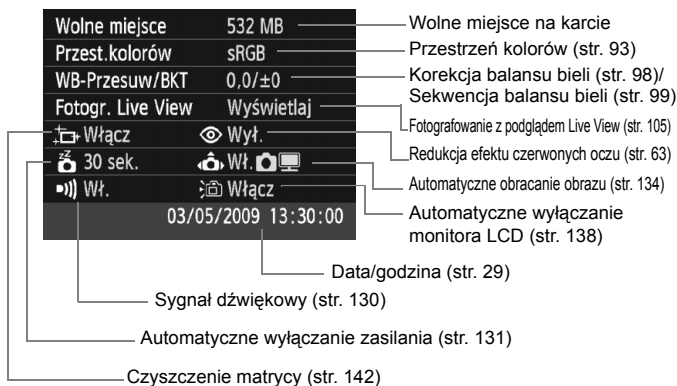 Wolne miejsce 532 MB
Przest.kolorów sRGB
WB-Przesuw/BKT 0,0/±0
Fotogr. Live View Wyświetlaj
Włącz Wył.
30 sek. Wł.
Wł. Włącz
03/05/2009 13:30:00
Wolne miejsce na karcie
Przestrzeń kolorów (str. 93)
Korekcja balansu bieli (str. 98)/
Sekwencja balansu bieli (str. 99)
Fotografowanie z podglądem Live View (str. 105)
Redukcja efektu czerwonych oczu (str. 63)
Automatyczne obracanie obrazu (str. 134)
Automatyczne wyłączanie
monitora LCD (str. 138)
Data/godzina (str. 29)
Sygnał dźwiękowy (str. 130)
Automatyczne wyłączanie zasilania (str. 131)
Czyszczenie matrycy (str. 142)